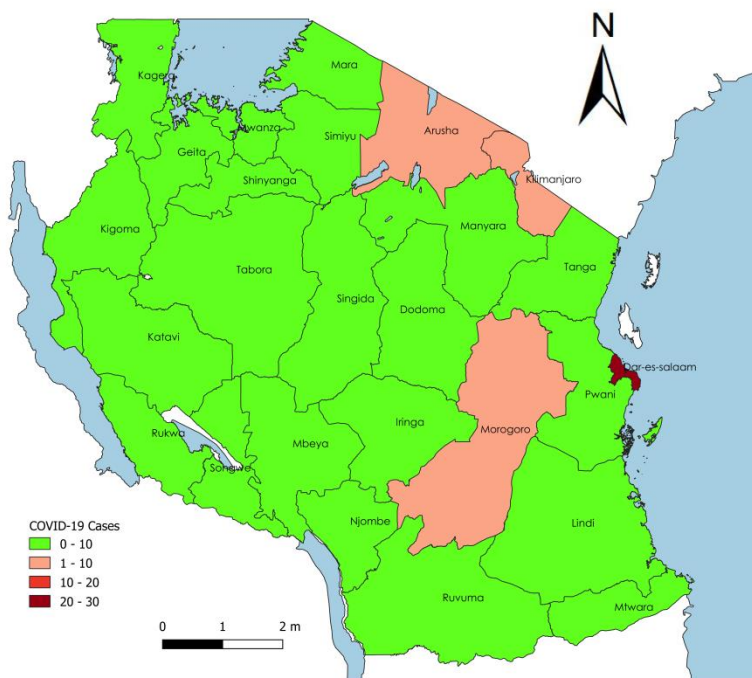 N
Mara
Kagera
Arusha
Mwanza
Simiyu
Geita
Kilimanjaro
Shinyanga
Kigoma
Manyara
Tanga
Tabora
Singida
Dodoma
Katavi
Dar-es-salaam
Pwani
Iringa
Morogoro
Rukwa
Mbeya
Songwe
Njombe
Lindi
COVID-19 Cases
0 - 10
1 - 10
10 - 20
20 - 30
Ruvuma
Mtwara
0 1 2 m